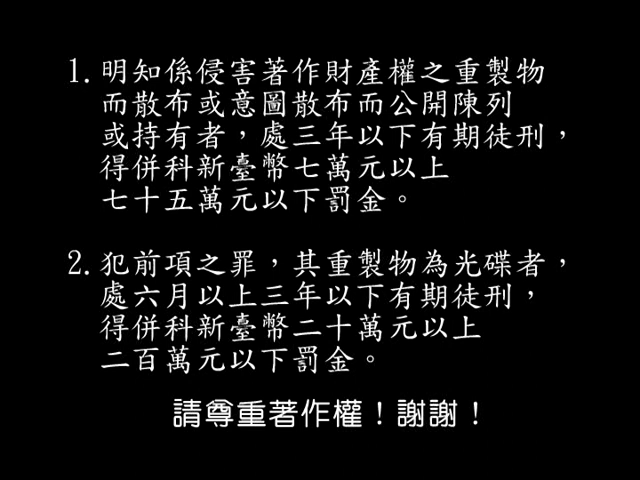 1. 明知係侵害著作財產權之重製物
而散布或意圖散布而公開陳列
或持有者，處三年以下有期徒刑，
得併科新臺幣七萬元以上
七十五萬元以下罰金。
2. 犯前項之罪，其重製物為光碟者，
處六月以上三年以下有期徒刑，
得併科新臺幣二十萬元以上
二百萬元以下罰金。
請尊重著作權！謝謝！